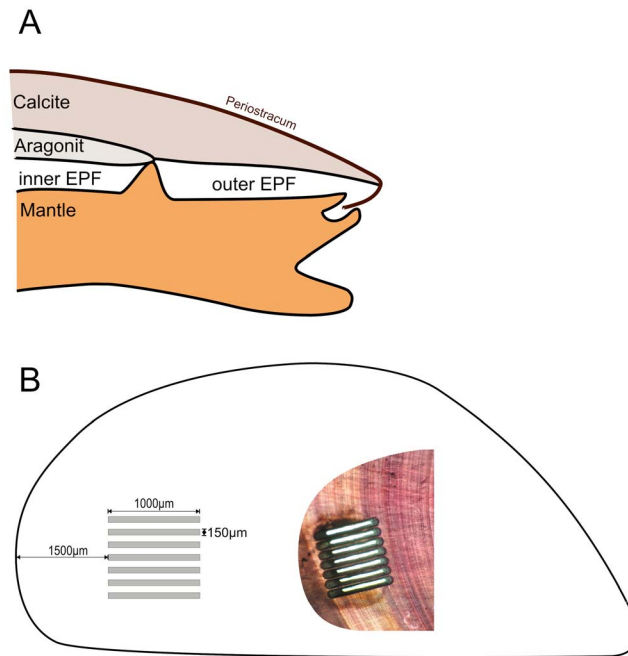 A
Periostracum
Calcite
Aragonit
inner EPF
outer EPF
Mantle
B
1000µm
150µm
1500µm